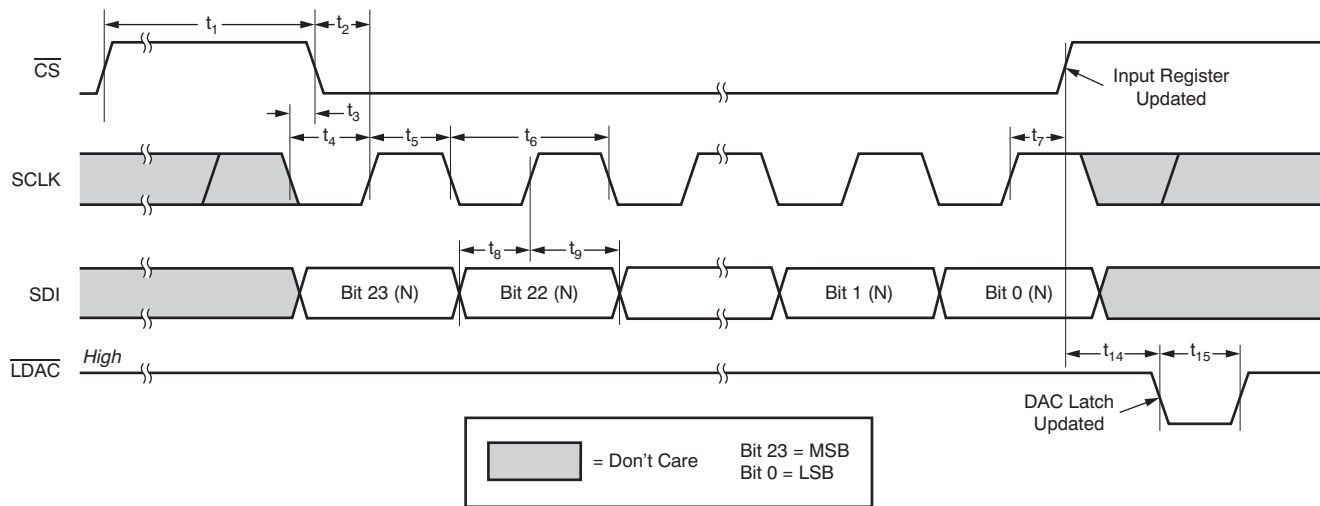 t1
t2
CS
Input Register
Updated
t3
t4
t5
t6
t7
SCLK
t8
t9
SDI
Bit 23 (N)
Bit 22 (N)
Bit 1 (N)
Bit 0 (N)
High
LDAC
t14
t15
DAC Latch
Updated
= Don't Care
Bit 23 = MSB
Bit 0 = LSB